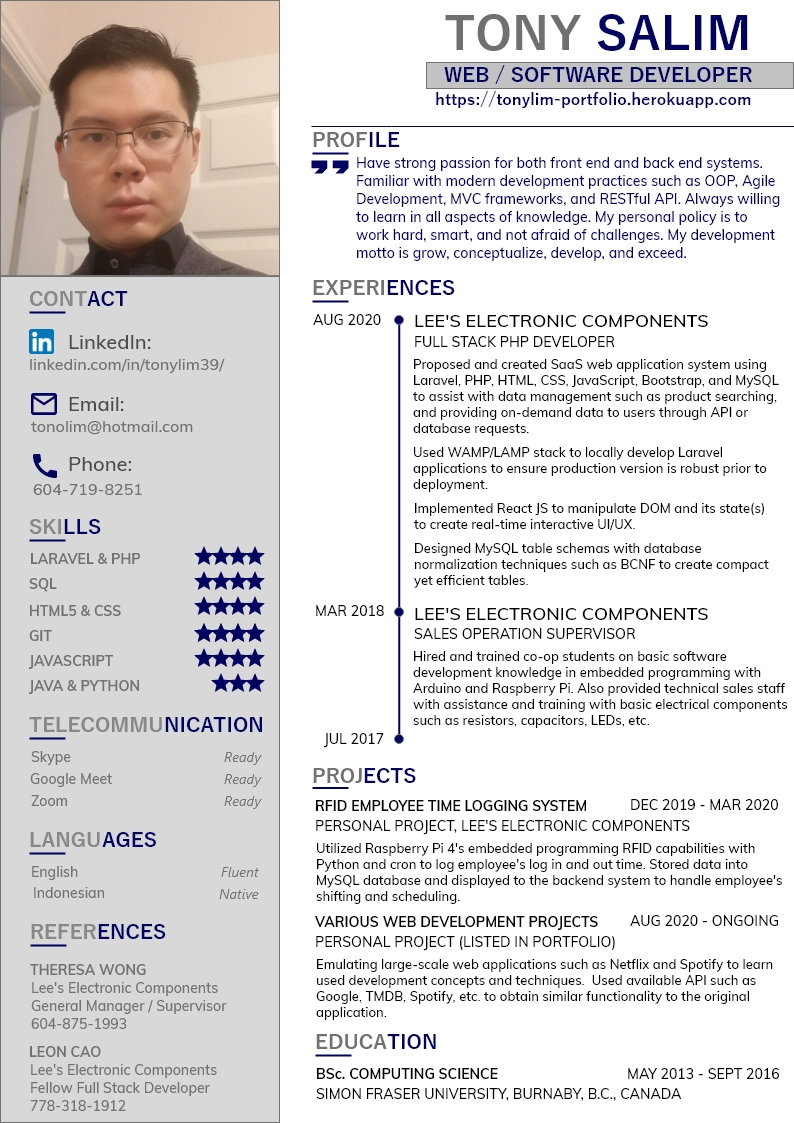 TONY SALIM
WEB / SOFTWARE DEVELOPER
https://tonylim-portfolio.herokuapp.com
CONTACT
in LinkedIn:
linkedin.com/in/tonylim39/
Email:
tonolim@hotmail.com
Phone:
604-719-8251
SKILLS
LARAVEL & PHP
SQL
HTML5 & CSS
GIT
JAVASCRIPT
JAVA & PYTHON
TELECOMMUNICATION
Skype Ready
Google Meet Ready
Zoom Ready
LANGUAGES
English Fluent
Indonesian Native
REFERENCES
THERESA WONG
Lee's Electronic Components
General Manager / Supervisor
604-875-1993
LEON CAO
Lee's Electronic Components
Fellow Full Stack Developer
778-318-1912
PROFILE
Have strong passion for both front end and back end systems.
Familiar with modern development practices such as OOP, Agile
Development, MVC frameworks, and RESTful API. Always willing
to learn in all aspects of knowledge. My personal policy is to
work hard, smart, and not afraid of challenges. My development
motto is grow, conceptualize, develop, and exceed.
EXPERIENCES
AUG 2020 LEE'S ELECTRONIC COMPONENTS
FULL STACK PHP DEVELOPER
Proposed and created SaaS web application system using
Laravel, PHP, HTML, CSS, JavaScript, Bootstrap, and MySQL
to assist with data management such as product searching,
and providing on-demand data to users through API or
database requests.
Used WAMP/LAMP stack to locally develop Laravel
applications to ensure production version is robust prior to
deployment.
Implemented React JS to manipulate DOM and its state(s)
to create real-time interactive UI/UX.
Designed MySQL table schemas with database
normalization techniques such as BCNF to create compact
yet efficient tables.
MAR 2018 LEE'S ELECTRONIC COMPONENTS
SALES OPERATION SUPERVISOR
Hired and trained co-op students on basic software
development knowledge in embedded programming with
Arduino and Raspberry Pi. Also provided technical sales staff
with assistance and training with basic electrical components
such as resistors, capacitors, LEDs, etc.
JUL 2017
PROJECTS
RFID EMPLOYEE TIME LOGGING SYSTEM DEC 2019 - MAR 2020
PERSONAL PROJECT, LEE'S ELECTRONIC COMPONENTS
Utilized Raspberry Pi 4's embedded programming RFID capabilities with
Python and cron to log employee's log in and out time. Stored data into
MySQL database and displayed to the backend system to handle employee's
shifting and scheduling.
VARIOUS WEB DEVELOPMENT PROJECTS AUG 2020 - ONGOING
PERSONAL PROJECT (LISTED IN PORTFOLIO)
Emulating large-scale web applications such as Netflix and Spotify to learn
used development concepts and techniques. Used available API such as
Google, TMDB, Spotify, etc. to obtain similar functionality to the original
application.
EDUCATION
BSc. COMPUTING SCIENCE MAY 2013 - SEPT 2016
SIMON FRASER UNIVERSITY, BURNABY, B.C., CANADA